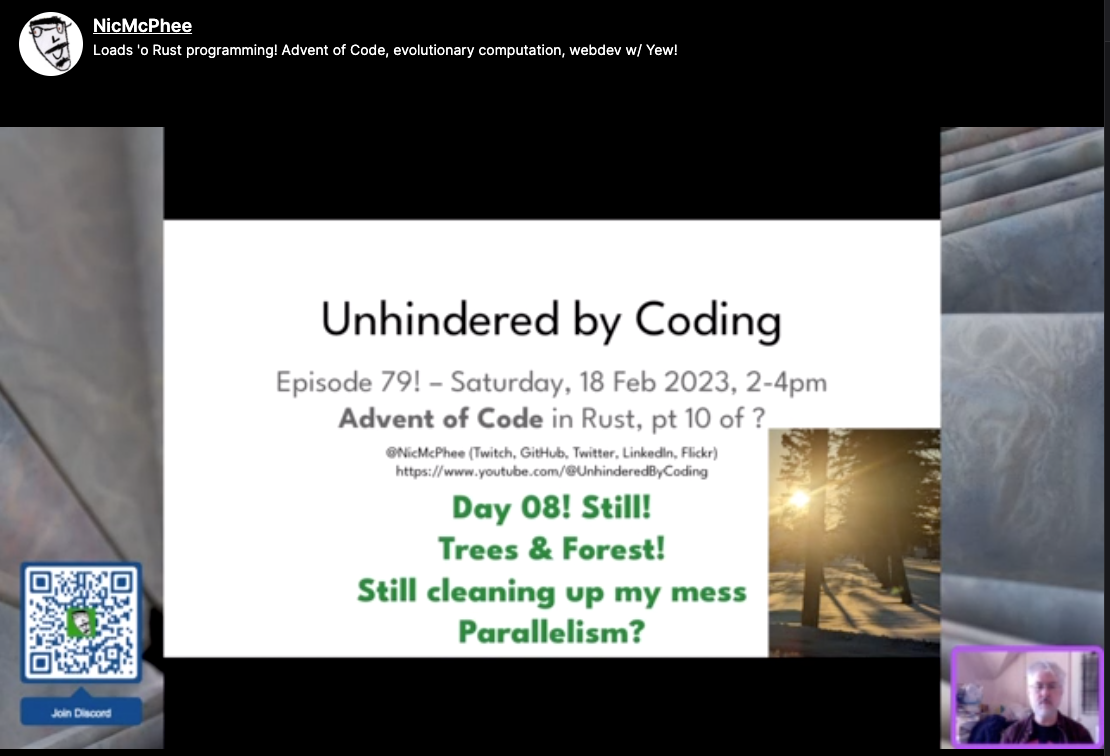 NicMcPhee
Loads 'o Rust programming! Advent of Code, evolutionary computation, webdev w/ Yew!
Unhindered by Coding
Episode 79! – Saturday, 18 Feb 2023, 2-4pm
Advent of Code in Rust, pt 10 of ?
@NicMcPhee (Twitch, GitHub, Twitter, LinkedIn, Flickr)
https://www.youtube.com/@UnhinderedByCoding
Day 08! Still!
Trees & Forest!
Still cleaning up my mess
Parallelism?
Join Discord